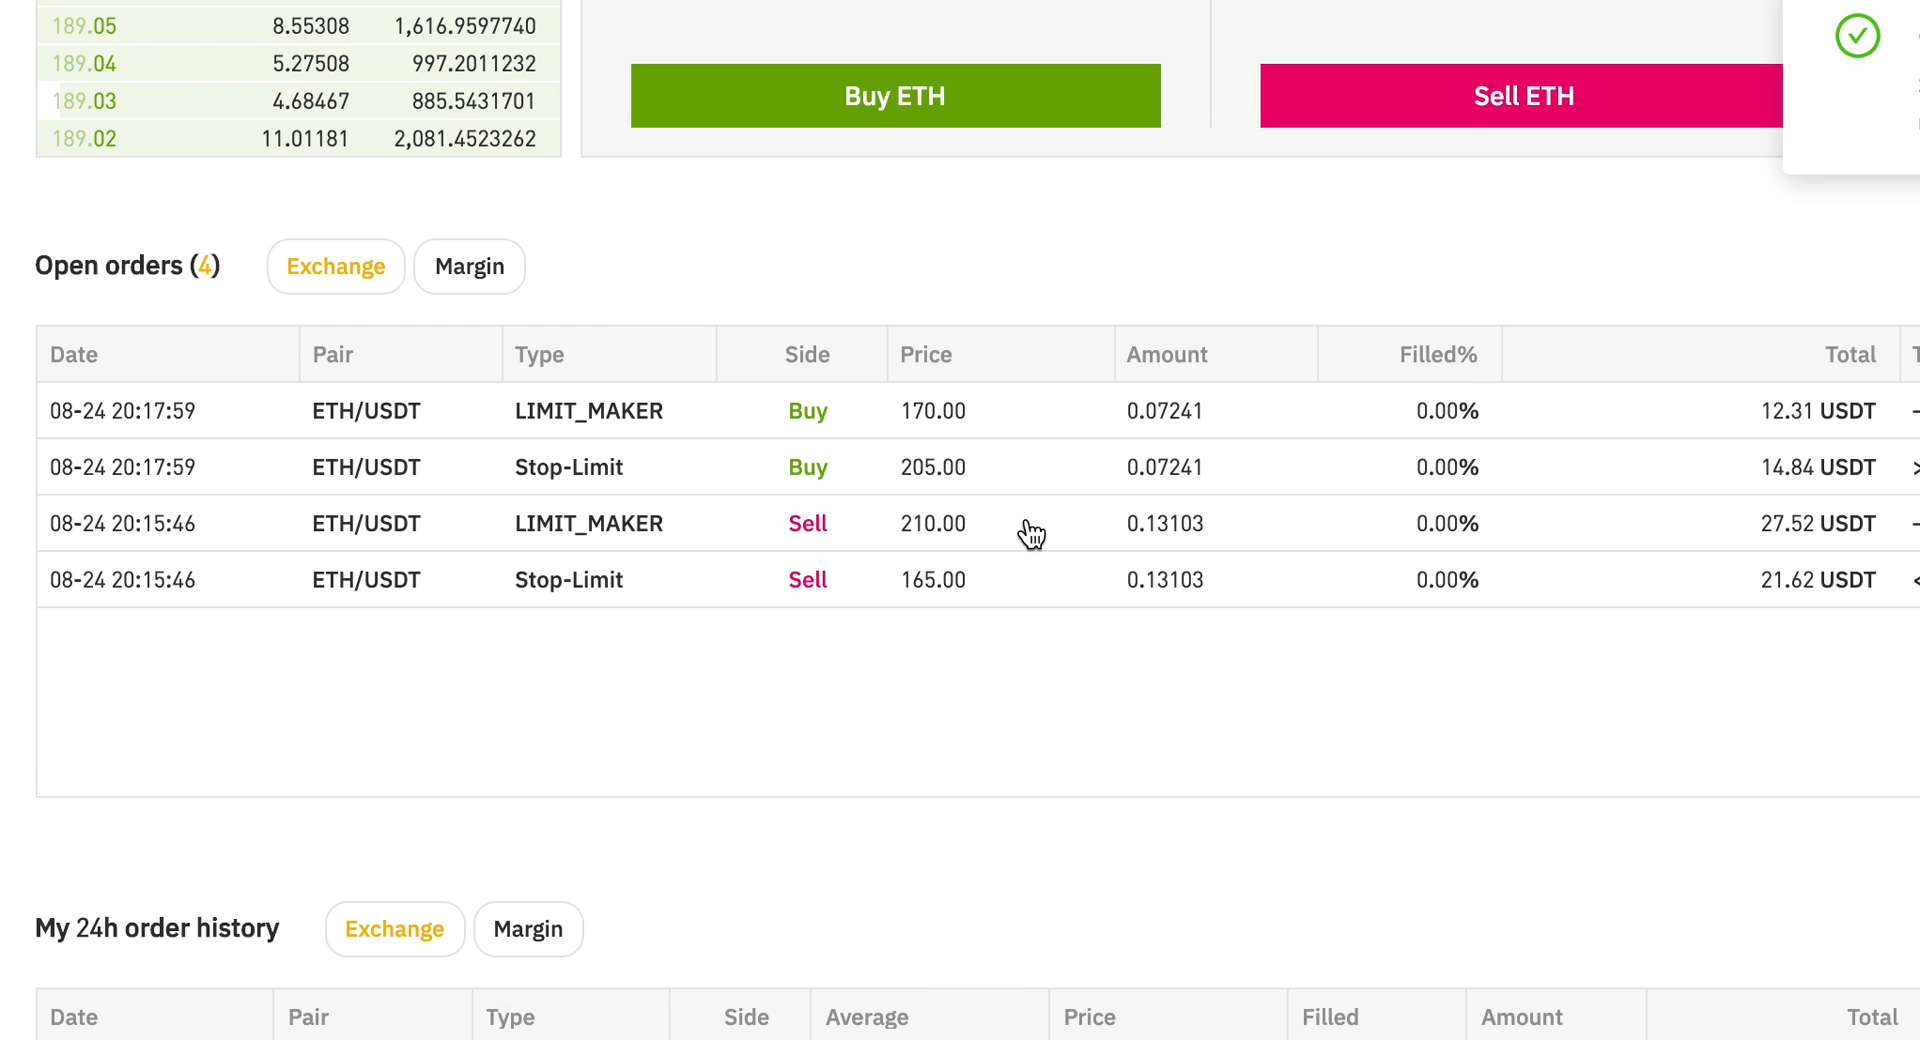 189.05 8.55308 1,616.9597740
189.04 5.27508 997.2011232
189.03 4.68467 885.5431701
189.02 11.01181 2,081.4523262
Buy ETH Sell ETH
Open orders (4) Exchange Margin
Date Pair Type Side Price Amount Filled% Total
08-24 20:17:59 ETH/USDT LIMIT_MAKER Buy 170.00 0.07241 0.00% 12.31 USDT
08-24 20:17:59 ETH/USDT Stop-Limit Buy 205.00 0.07241 0.00% 14.84 USDT
08-24 20:15:46 ETH/USDT LIMIT_MAKER Sell 210.00 0.13103 0.00% 27.52 USDT
08-24 20:15:46 ETH/USDT Stop-Limit Sell 165.00 0.13103 0.00% 21.62 USDT
My 24h order history Exchange Margin
Date Pair Type Side Average Price Filled Amount Total